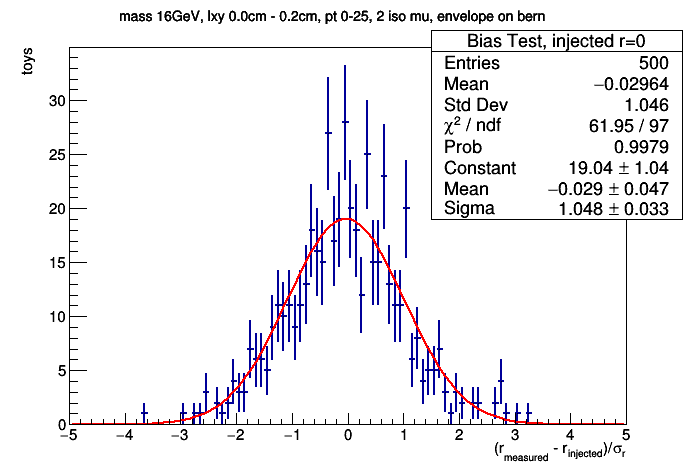 mass 16GeV, lxy 0.0cm - 0.2cm, pt 0-25, 2 iso mu, envelope on bern
toys
Bias Test, injected r=0
Entries 500
Mean −0.02964
Std Dev 1.046
χ² / ndf 61.95 / 97
Prob 0.9979
Constant 19.04 ± 1.04
Mean −0.029 ± 0.047
Sigma 1.048 ± 0.033
30
25
20
15
10
5
0
−5 −4 −3 −2 −1 0 1 2 3 4 5
(r_measured - r_injected)/σ_r